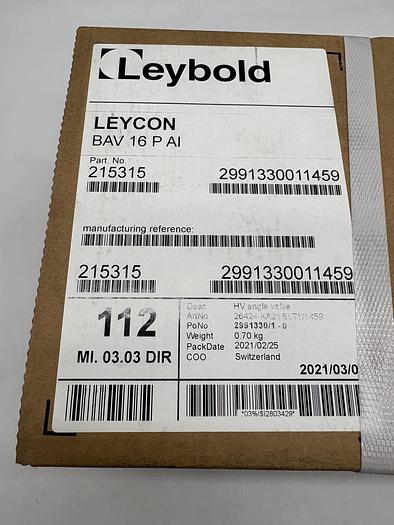 Leybold
LEYCON
BAV 16 P Al
Part. No.
215315 2991330011459
manufacturing reference:
215315 2991330011459
112
MI. 03.03 DIR
Desc HV angle valve
ArtNo
PoNo 2991330/1 - 0
Weight 0,70 kg
PackDate 2021/02/25
COO Switzerland
2021/03/0